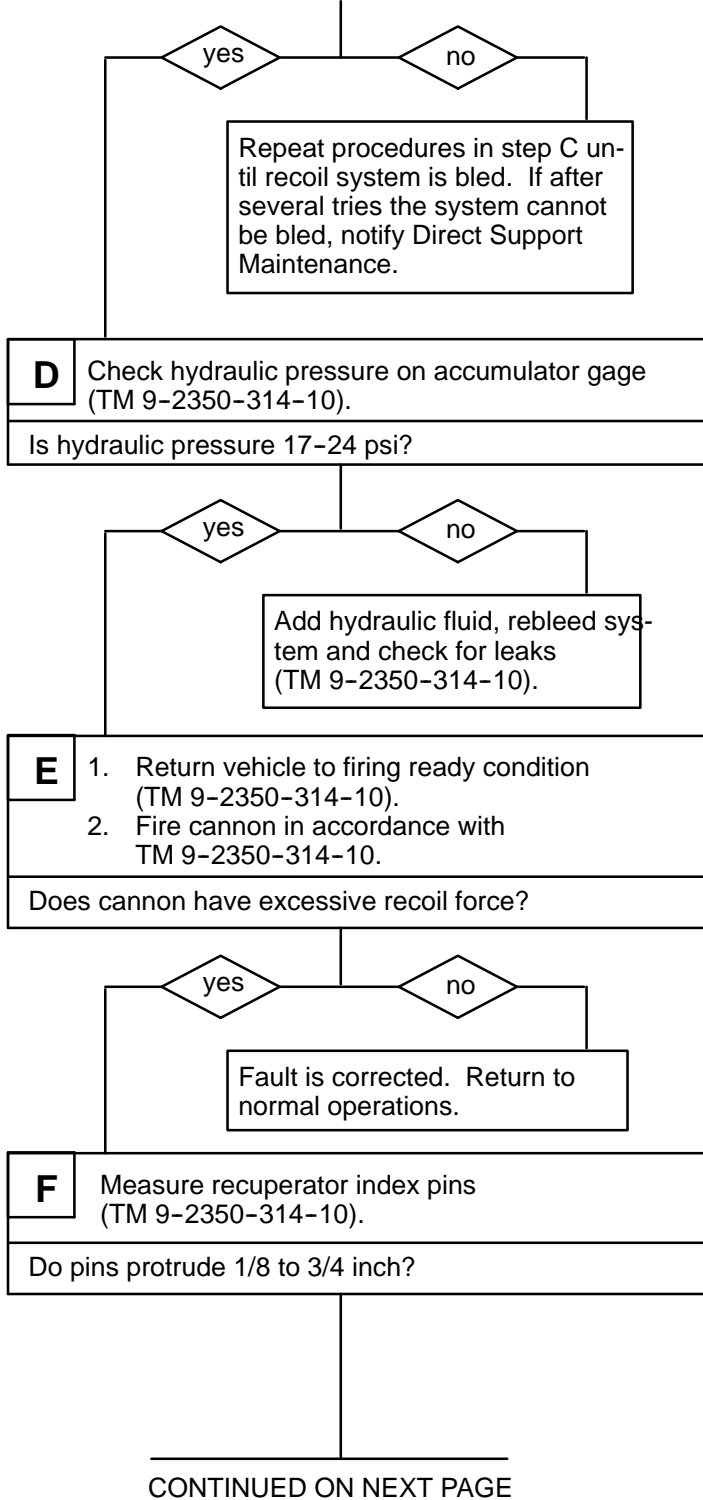 yes
no
Repeat procedures in step C un-
til recoil system is bled. If after
several tries the system cannot
be bled, notify Direct Support
Maintenance.
D
Check hydraulic pressure on accumulator gage
(TM 9-2350-314-10).
Is hydraulic pressure 17-24 psi?
yes
no
Add hydraulic fluid, rebleed sys-
tem and check for leaks
(TM 9-2350-314-10).
E
1. Return vehicle to firing ready condition
(TM 9-2350-314-10).
2. Fire cannon in accordance with
TM 9-2350-314-10.
Does cannon have excessive recoil force?
yes
no
Fault is corrected. Return to
normal operations.
F
Measure recuperator index pins
(TM 9-2350-314-10).
Do pins protrude 1/8 to 3/4 inch?
CONTINUED ON NEXT PAGE